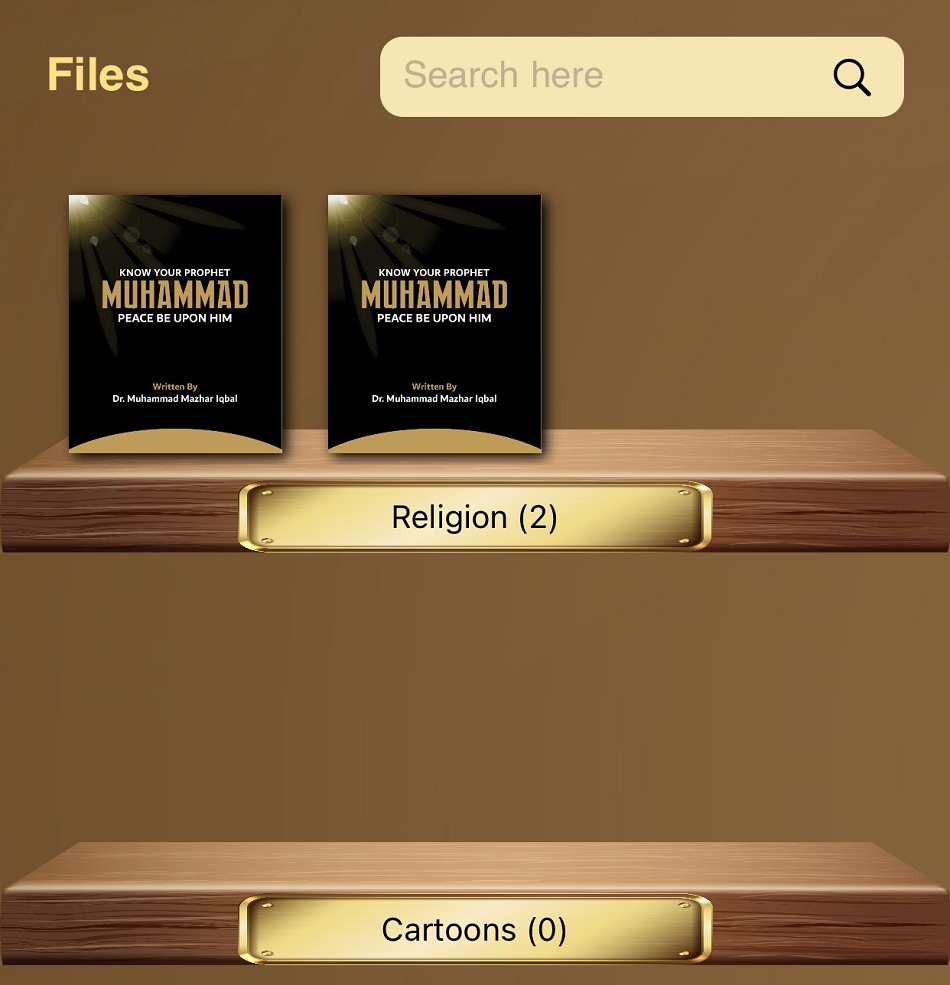 Files
Search here
KNOW YOUR PROPHET
MUHAMMAD
PEACE BE UPON HIM
Written By
Dr. Muhammad Mazhar Iqbal
KNOW YOUR PROPHET
MUHAMMAD
PEACE BE UPON HIM
Written By
Dr. Muhammad Mazhar Iqbal
Religion (2)
Cartoons (0)